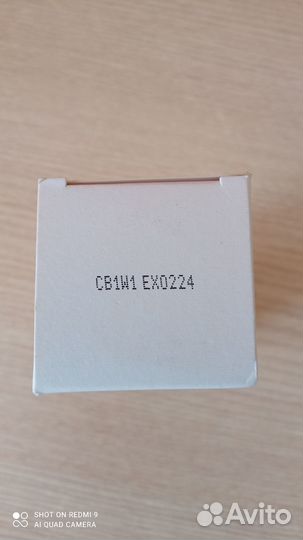 CB1W1 EX0224
SHOT ON REDMI 9
AI QUAD CAMERA
Avito